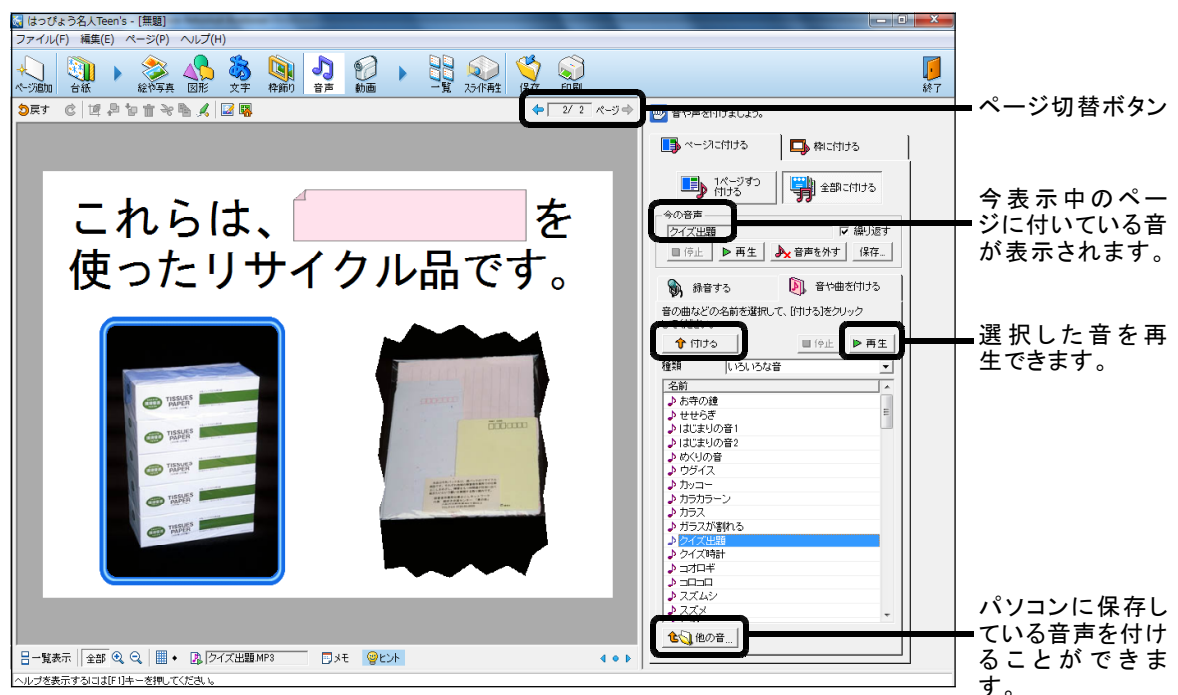 はっぴょう名人Teen's - [無題]
ファイル(F) 編集(E) ページ(P) ヘルプ(H)
ページ追加 台紙 絵や写真 図形 文字 枠飾り 音声 動画 一覧 スライド再生 保存 印刷 終了
戻す
2/ 2 ページ
音や声を付けましょう。
ページに付ける 枠に付ける
1ページずつ
付ける
全部に付ける
今の音声
クイズ出題 繰り返す
停止 再生 音声を外す 保存...
録音する 音や曲を付ける
音の曲などの名前を選択して、[付ける]をクリック
付ける 停止 再生
種類 いろいろな音
名前
お寺の鐘
せせらぎ
はじまりの音1
はじまりの音2
めくりの音
ウグイス
カッコー
カラカラーン
カラス
ガラスが割れる
クイズ出題
クイズ時計
コオロギ
コロコロ
スズムシ
スズメ
他の音...
これらは、 を
使ったリサイクル品です。
TISSUES
PAPER
TISSUES
PAPER
TISSUES
PAPER
TISSUES
PAPER
TISSUES
PAPER
一覧表示 全部 クイズ出題.MP3 メモ ヒント
ヘルプを表示するには[F1]キーを押してください。
ページ切替ボタン
今表示中のペー
ジに付いている音
が表示されます。
選択した音を再
生できます。
パソコンに保存し
ている音声を付け
ることができま
す。